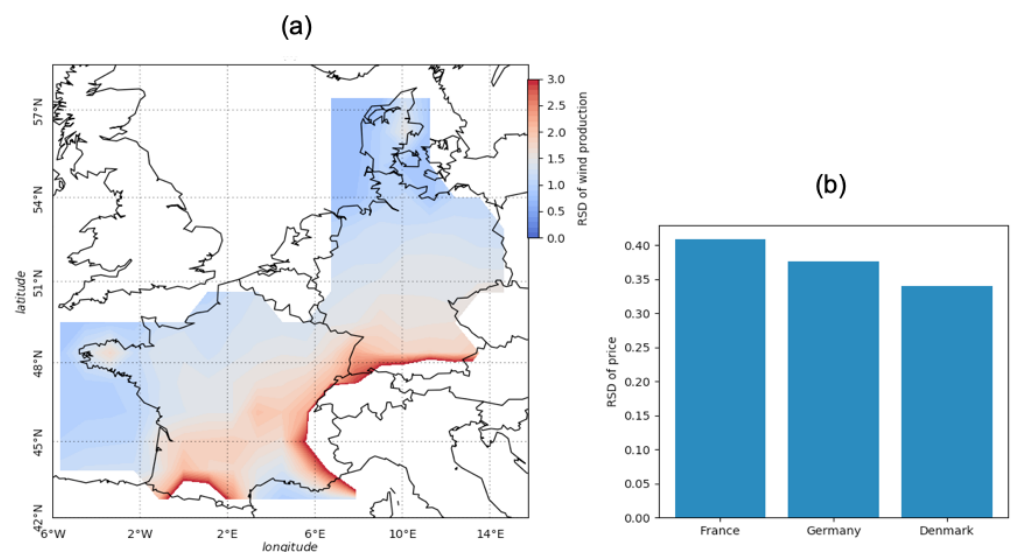 (a)
57°N
54°N
51°N
48°N
45°N
42°N
latitude
6°W
2°W
2°E
6°E
10°E
14°E
longitude
3.0
2.5
2.0
1.5
1.0
0.5
0.0
RSD of wind production
(b)
0.40
0.35
0.30
0.25
0.20
0.15
0.10
0.05
0.00
RSD of price
France
Germany
Denmark